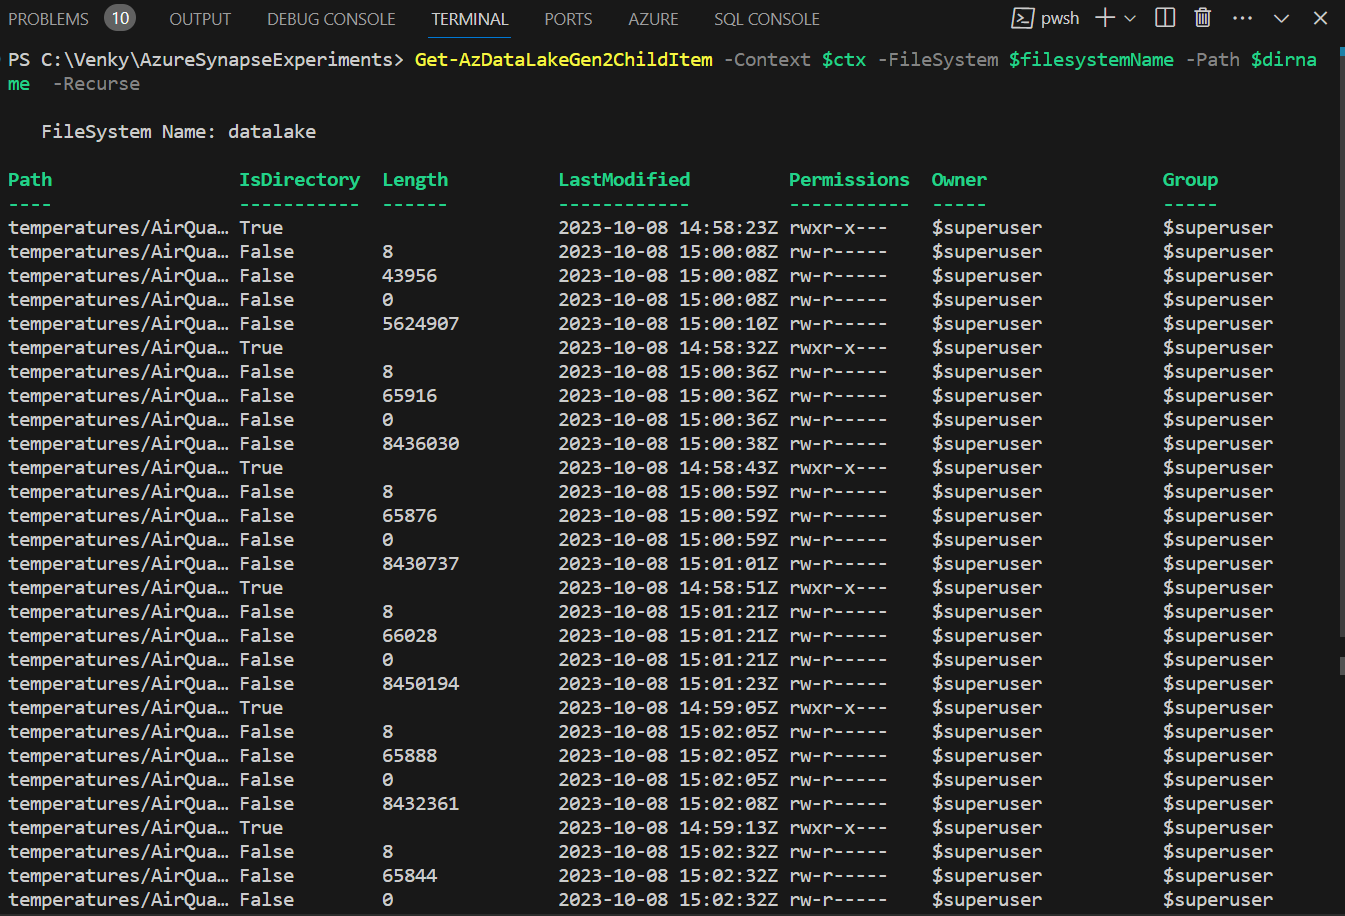 PROBLEMS 10 OUTPUT DEBUG CONSOLE TERMINAL PORTS AZURE SQL CONSOLE pwsh
PS C:\Venky\AzureSynapseExperiments> Get-AzDataLakeGen2ChildItem -Context $ctx -FileSystem $filesystemName -Path $dirna
me  -Recurse
FileSystem Name: datalake
Path IsDirectory Length LastModified Permissions Owner Group
---- ----------- ------ ------------ ----------- ----- -----
temperatures/AirQua… True 2023-10-08 14:58:23Z rwxr-x--- $superuser $superuser
temperatures/AirQua… False 8 2023-10-08 15:00:08Z rw-r----- $superuser $superuser
temperatures/AirQua… False 43956 2023-10-08 15:00:08Z rw-r----- $superuser $superuser
temperatures/AirQua… False 0 2023-10-08 15:00:08Z rw-r----- $superuser $superuser
temperatures/AirQua… False 5624907 2023-10-08 15:00:10Z rw-r----- $superuser $superuser
temperatures/AirQua… True 2023-10-08 14:58:32Z rwxr-x--- $superuser $superuser
temperatures/AirQua… False 8 2023-10-08 15:00:36Z rw-r----- $superuser $superuser
temperatures/AirQua… False 65916 2023-10-08 15:00:36Z rw-r----- $superuser $superuser
temperatures/AirQua… False 0 2023-10-08 15:00:36Z rw-r----- $superuser $superuser
temperatures/AirQua… False 8436030 2023-10-08 15:00:38Z rw-r----- $superuser $superuser
temperatures/AirQua… True 2023-10-08 14:58:43Z rwxr-x--- $superuser $superuser
temperatures/AirQua… False 8 2023-10-08 15:00:59Z rw-r----- $superuser $superuser
temperatures/AirQua… False 65876 2023-10-08 15:00:59Z rw-r----- $superuser $superuser
temperatures/AirQua… False 0 2023-10-08 15:00:59Z rw-r----- $superuser $superuser
temperatures/AirQua… False 8430737 2023-10-08 15:01:01Z rw-r----- $superuser $superuser
temperatures/AirQua… True 2023-10-08 14:58:51Z rwxr-x--- $superuser $superuser
temperatures/AirQua… False 8 2023-10-08 15:01:21Z rw-r----- $superuser $superuser
temperatures/AirQua… False 66028 2023-10-08 15:01:21Z rw-r----- $superuser $superuser
temperatures/AirQua… False 0 2023-10-08 15:01:21Z rw-r----- $superuser $superuser
temperatures/AirQua… False 8450194 2023-10-08 15:01:23Z rw-r----- $superuser $superuser
temperatures/AirQua… True 2023-10-08 14:59:05Z rwxr-x--- $superuser $superuser
temperatures/AirQua… False 8 2023-10-08 15:02:05Z rw-r----- $superuser $superuser
temperatures/AirQua… False 65888 2023-10-08 15:02:05Z rw-r----- $superuser $superuser
temperatures/AirQua… False 0 2023-10-08 15:02:05Z rw-r----- $superuser $superuser
temperatures/AirQua… False 8432361 2023-10-08 15:02:08Z rw-r----- $superuser $superuser
temperatures/AirQua… True 2023-10-08 14:59:13Z rwxr-x--- $superuser $superuser
temperatures/AirQua… False 8 2023-10-08 15:02:32Z rw-r----- $superuser $superuser
temperatures/AirQua… False 65844 2023-10-08 15:02:32Z rw-r----- $superuser $superuser
temperatures/AirQua… False 0 2023-10-08 15:02:32Z rw-r----- $superuser $superuser